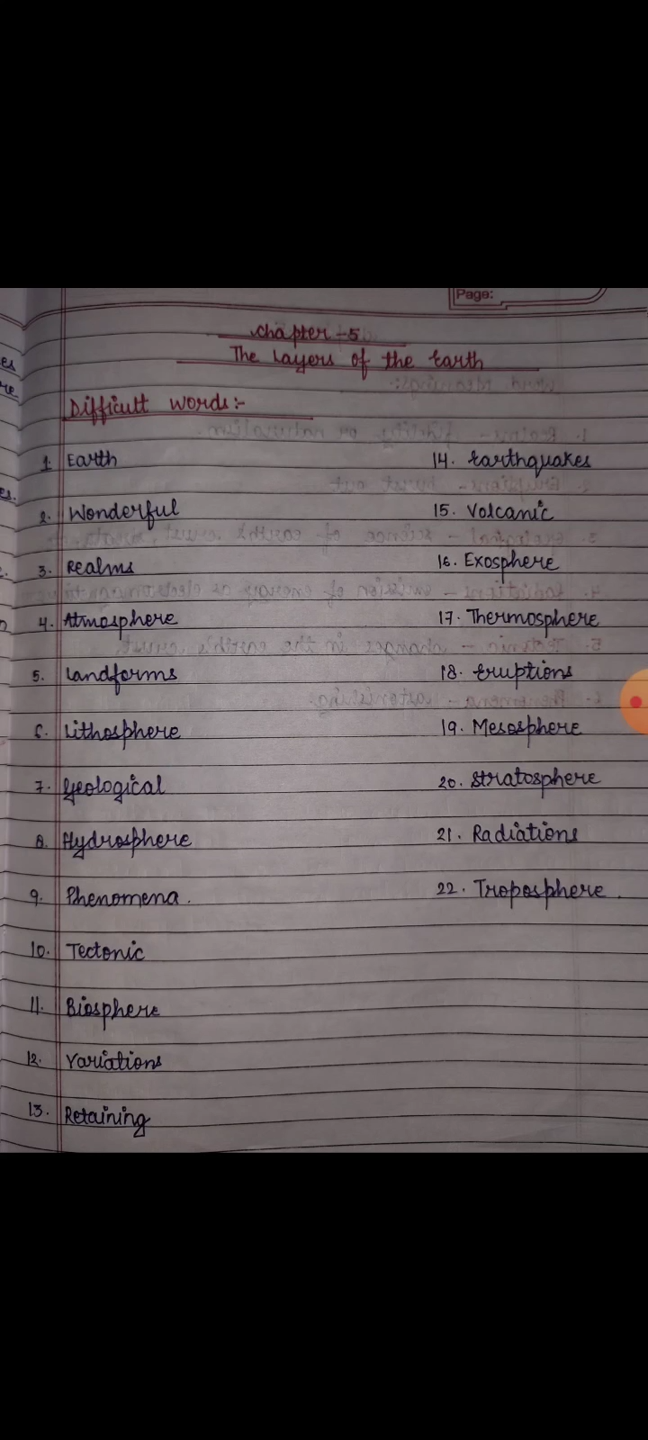 Page:
Chapter - 5
The Layers of the Earth
Difficult words:-
1. Earth
2. Wonderful
3. Realms
4. Atmosphere
5. Landforms
6. Lithosphere
7. Geological
8. Hydrosphere
9. Phenomena.
10. Tectonic
11. Biosphere
12. Variations
13. Retaining
14. Earthquakes
15. Volcanic
16. Exosphere
17. Thermosphere
18. Eruptions
19. Mesosphere
20. Stratosphere
21. Radiations
22. Troposphere.